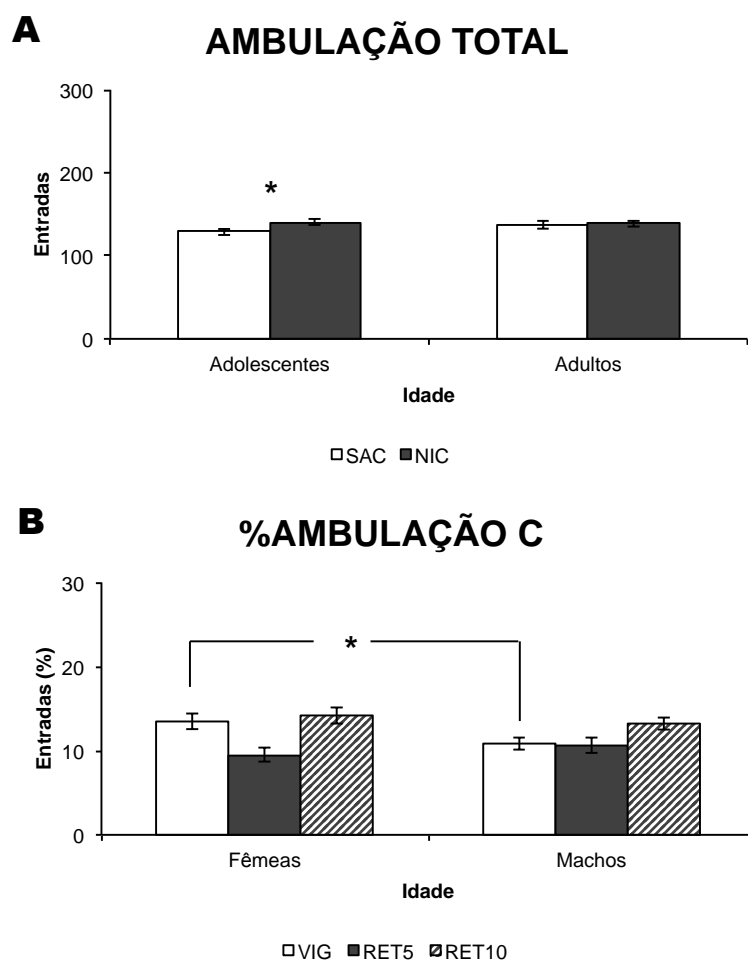 A
AMBULAÇÃO TOTAL
300
200
100
0
Entradas
*
Adolescentes Adultos
Idade
SAC NIC
B
%AMBULAÇÃO C
30
20
10
0
Entradas (%)
*
Fêmeas Machos
Idade
VIG RET5 RET10